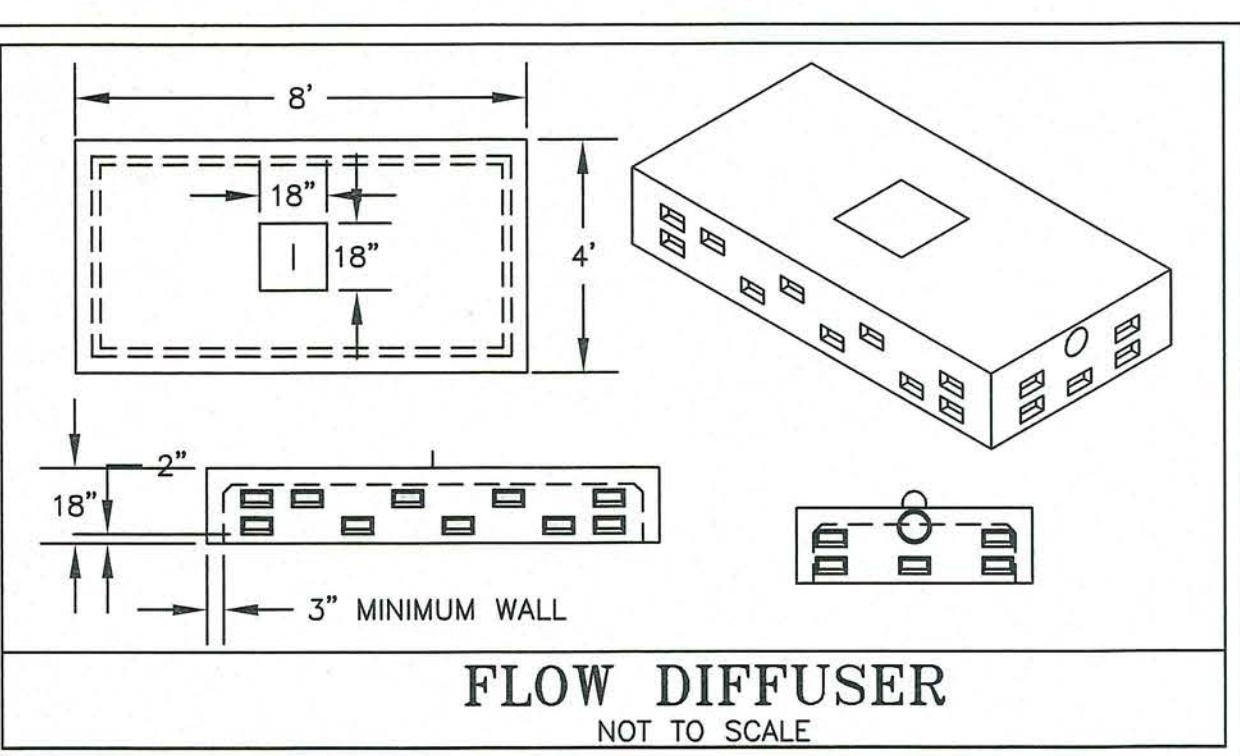 8'
18"
18"
4'
2"
18"
3" MINIMUM WALL
FLOW DIFFUSER
NOT TO SCALE